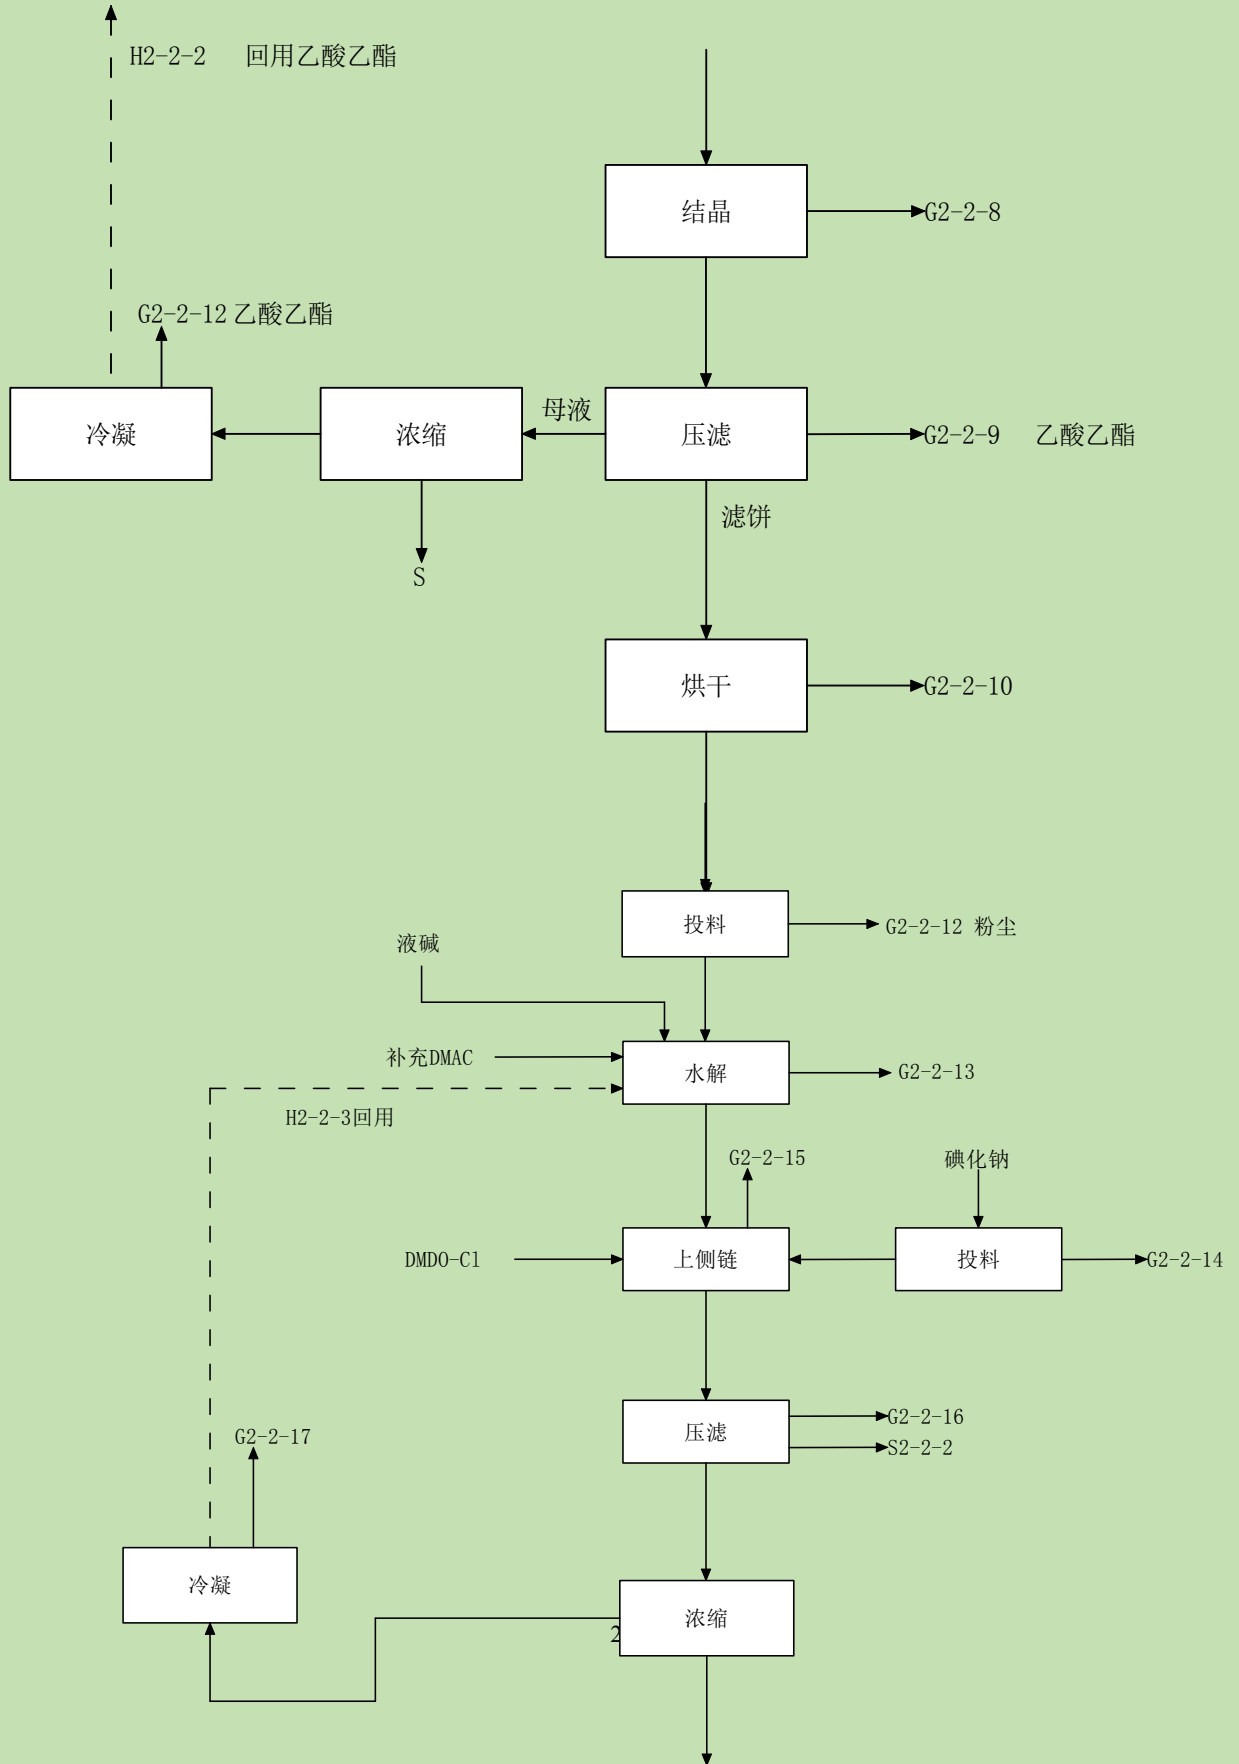 H2-2-2 回用乙酸乙酯
结晶
G2-2-8
G2-2-12 乙酸乙酯
冷凝
浓缩
母液
压滤
G2-2-9 乙酸乙酯
滤饼
S
烘干
G2-2-10
投料
G2-2-12 粉尘
液碱
补充DMAC
水解
G2-2-13
H2-2-3回用
G2-2-15
碘化钠
DMDO-Cl
上侧链
投料
G2-2-14
压滤
G2-2-16
S2-2-2
G2-2-17
冷凝
浓缩
2